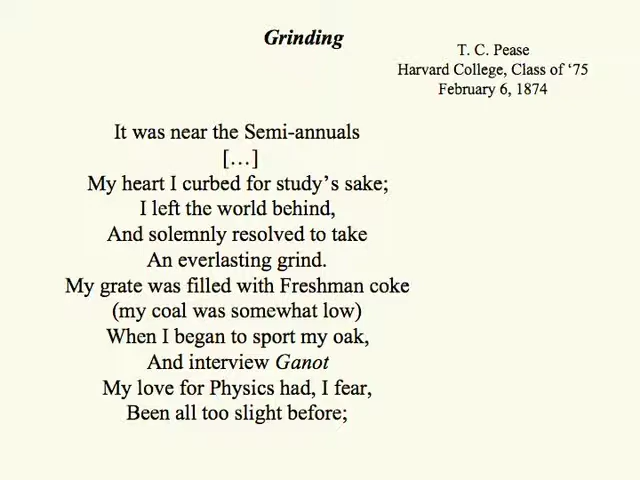 Grinding
T. C. Pease
Harvard College, Class of ‘75
February 6, 1874
It was near the Semi-annuals
[…]
My heart I curbed for study’s sake;
I left the world behind,
And solemnly resolved to take
An everlasting grind.
My grate was filled with Freshman coke
(my coal was somewhat low)
When I began to sport my oak,
And interview Ganot
My love for Physics had, I fear,
Been all too slight before;